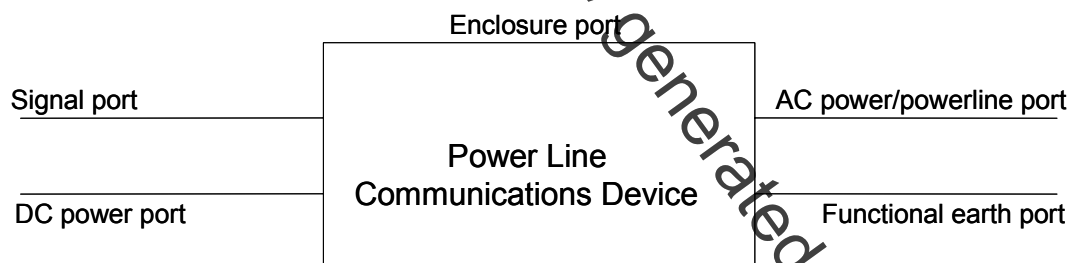 Enclosure port
Signal port
AC power/powerline port
Power Line
Communications Device
DC power port
Functional earth port
generated